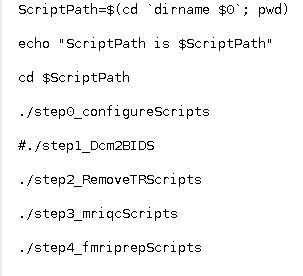 ScriptPath=$(cd `dirname $0`; pwd)
echo "ScriptPath is $ScriptPath"
cd $ScriptPath
./step0_configureScripts
#./step1_Dcm2BIDS
./step2_RemoveTRScripts
./step3_mriqcScripts
./step4_fmriprepScripts